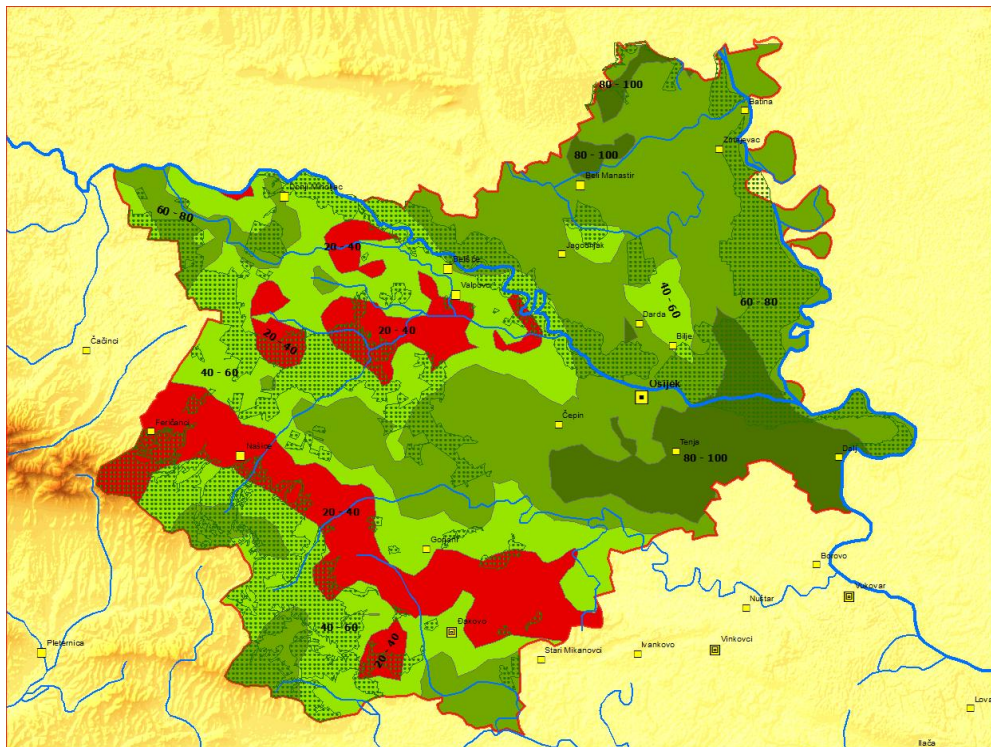 80 - 100
Batina
Zmajevac
80 - 100
Beli Manastir
Donji Miholjac
60 - 80
20 - 40
Jagodnjak
Belišće
Valpovo
40 - 60
60 - 80
20 - 40
20 - 40
Darda
Bilje
Čačinci
40 - 60
Osijek
Čepin
Feričanci
Našice
Tenja
80 - 100
Dalj
20 - 40
Gorjani
Borovo
Vukovar
Nuštar
40 - 60
Đakovo
20 - 40
Pleternica
Stari Mikanovci
Ivankovo
Vinkovci
Lova
Ilača